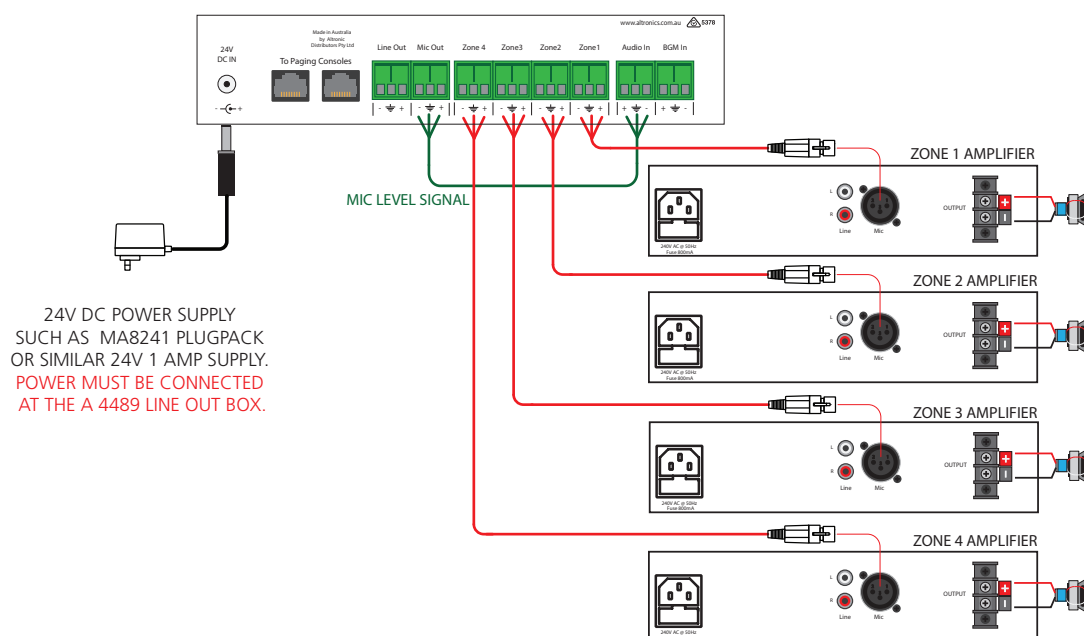 www.altronics.com.au 5378
Made in Australia
by Altronic
Distributors Pty Ltd
24V
DC IN
- +
To Paging Consoles
Line Out Mic Out Zone 4 Zone3 Zone2 Zone1 Audio In BGM In
- + - + - + - + - + - + + - + -
MIC LEVEL SIGNAL
24V DC POWER SUPPLY
SUCH AS MA8241 PLUGPACK
OR SIMILAR 24V 1 AMP SUPPLY.
POWER MUST BE CONNECTED
AT THE A 4489 LINE OUT BOX.
ZONE 1 AMPLIFIER
240V AC @ 50Hz
Fuse 800mA
L
R
Line
Mic
OUTPUT
+
-
ZONE 2 AMPLIFIER
240V AC @ 50Hz
Fuse 800mA
L
R
Line
Mic
OUTPUT
+
-
ZONE 3 AMPLIFIER
240V AC @ 50Hz
Fuse 800mA
L
R
Line
Mic
OUTPUT
+
-
ZONE 4 AMPLIFIER
240V AC @ 50Hz
L
R
Line
Mic
OUTPUT
+
-